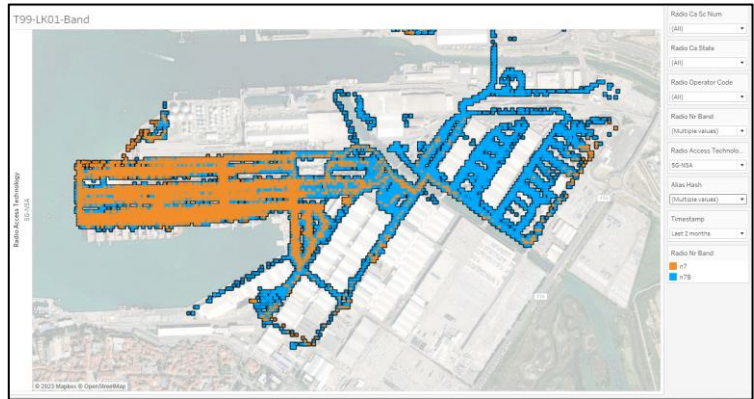 T99-LK01-Band
Radio Access Technology
5G-NSA
© 2023 Mapbox © OpenStreetMap
Radio Ca Sc Num
(All)
Radio Ca State
(All)
Radio Operator Code
(All)
Radio Nr Band
(Multiple values)
Radio Access Technolo..
5G-NSA
Alias Hash
(Multiple values)
Timestamp
Last 2 months
Radio Nr Band
n7
n78